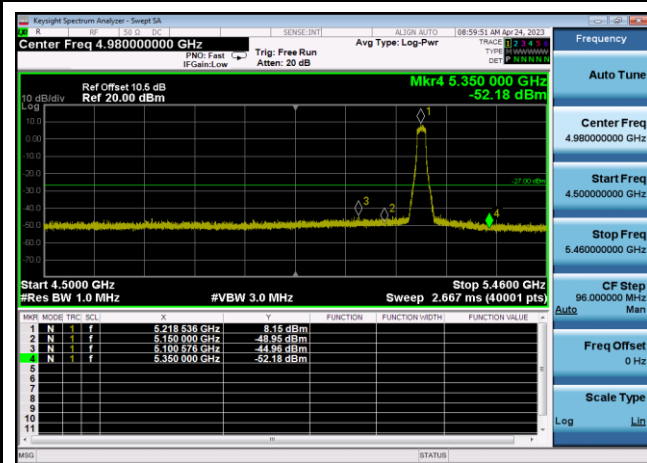 Keysight Spectrum Analyzer - Swept SA
R RF 50 Ω DC SENSE:INT ALIGN AUTO 08:59:51 AM Apr 24, 2023
Center Freq 4.980000000 GHz
PNO: Fast
IFGain:Low
Trig: Free Run
Atten: 20 dB
Avg Type: Log-Pwr
TRACE 1 2 3 4 5 6
TYPE
DET P N N N N N
Ref Offset 10.5 dB
Ref 20.00 dBm
10 dB/div
Log
Mkr4 5.350 000 GHz
-52.18 dBm
10.0
0.00
-10.0
-20.0
-27.00 dBm
-30.0
-40.0
-50.0
-60.0
-70.0
1
3
2
4
Start 4.5000 GHz Stop 5.4600 GHz
#Res BW 1.0 MHz #VBW 3.0 MHz Sweep 2.667 ms (40001 pts)
MKR MODE TRC SCL X Y FUNCTION FUNCTION WIDTH FUNCTION VALUE
1 N 1 f 5.218 536 GHz 8.15 dBm
2 N 1 f 5.150 000 GHz -48.95 dBm
3 N 1 f 5.100 576 GHz -44.96 dBm
4 N 1 f 5.350 000 GHz -52.18 dBm
5
6
7
8
9
10
11
MSG STATUS
Frequency
Auto Tune
Center Freq
4.980000000 GHz
Start Freq
4.500000000 GHz
Stop Freq
5.460000000 GHz
CF Step
96.000000 MHz
Auto Man
Freq Offset
0 Hz
Scale Type
Log Lin